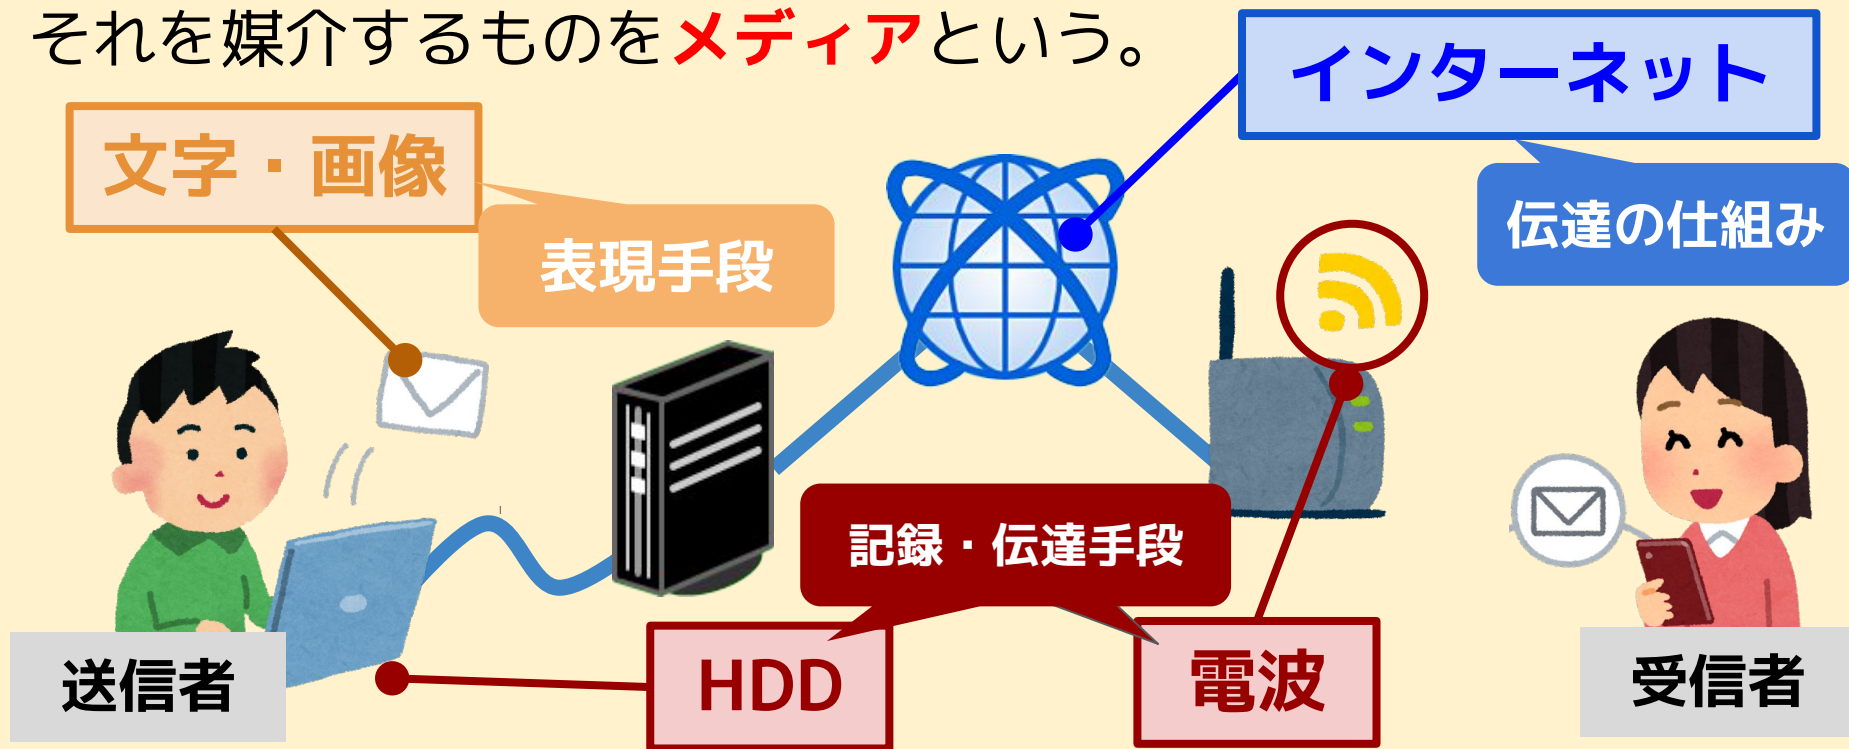 それを媒介するものをメディアという。
インターネット
文字・画像
伝達の仕組み
表現手段
記録・伝達手段
HDD
電波
送信者
受信者